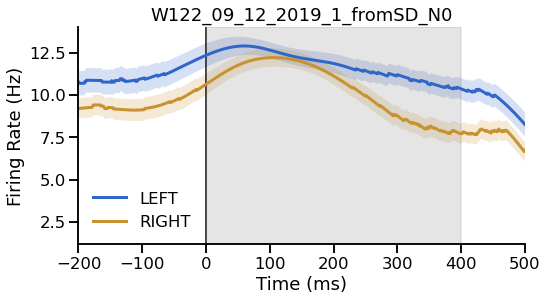 W122_09_12_2019_1_fromSD_N0
Firing Rate (Hz)
12.5
10.0
7.5
5.0
2.5
LEFT
RIGHT
−200 −100 0 100 200 300 400 500
Time (ms)